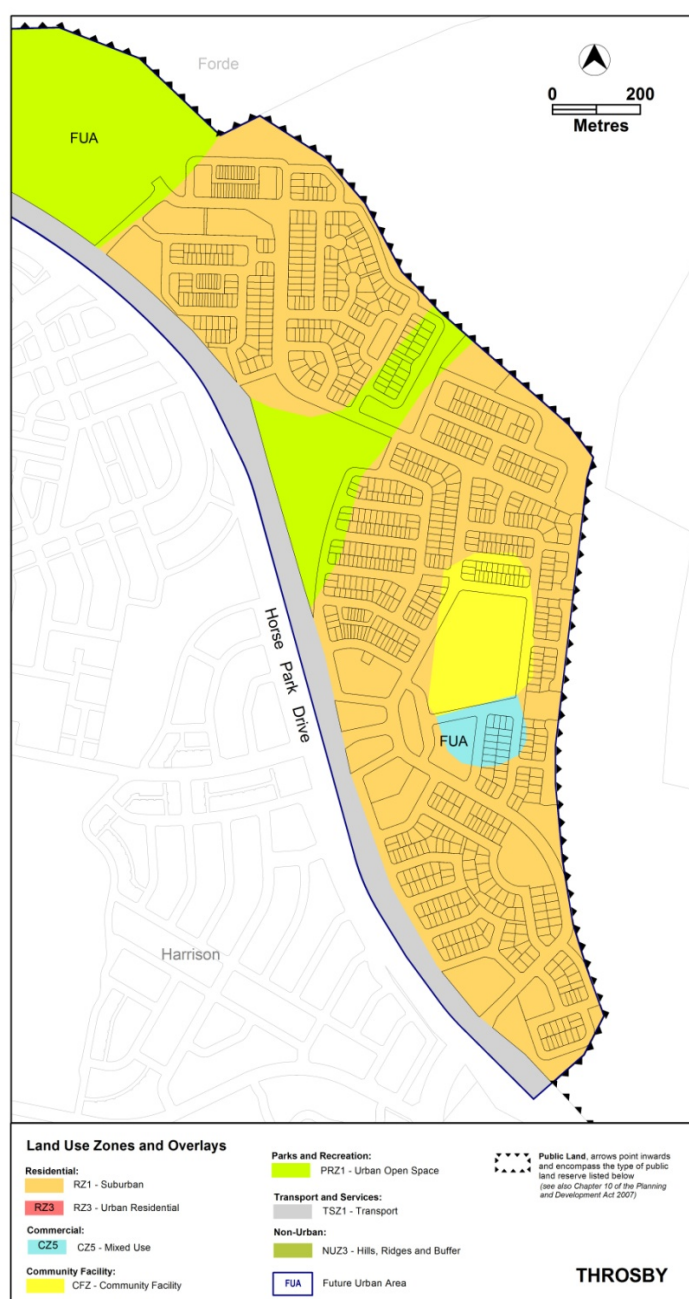 Forde
FUA
0 200
Metres
Horse Park Drive
FUA
Harrison
Land Use Zones and Overlays
Residential:
RZ1 - Suburban
RZ3 RZ3 - Urban Residential
Commercial:
CZ5 CZ5 - Mixed Use
Community Facility:
CFZ - Community Facility
Parks and Recreation:
PRZ1 - Urban Open Space
Transport and Services:
TSZ1 - Transport
Non-Urban:
NUZ3 - Hills, Ridges and Buffer
FUA Future Urban Area
Public Land, arrows point inwards
and encompass the type of public
land reserve listed below
(see also Chapter 10 of the Planning
and Development Act 2007)
THROSBY